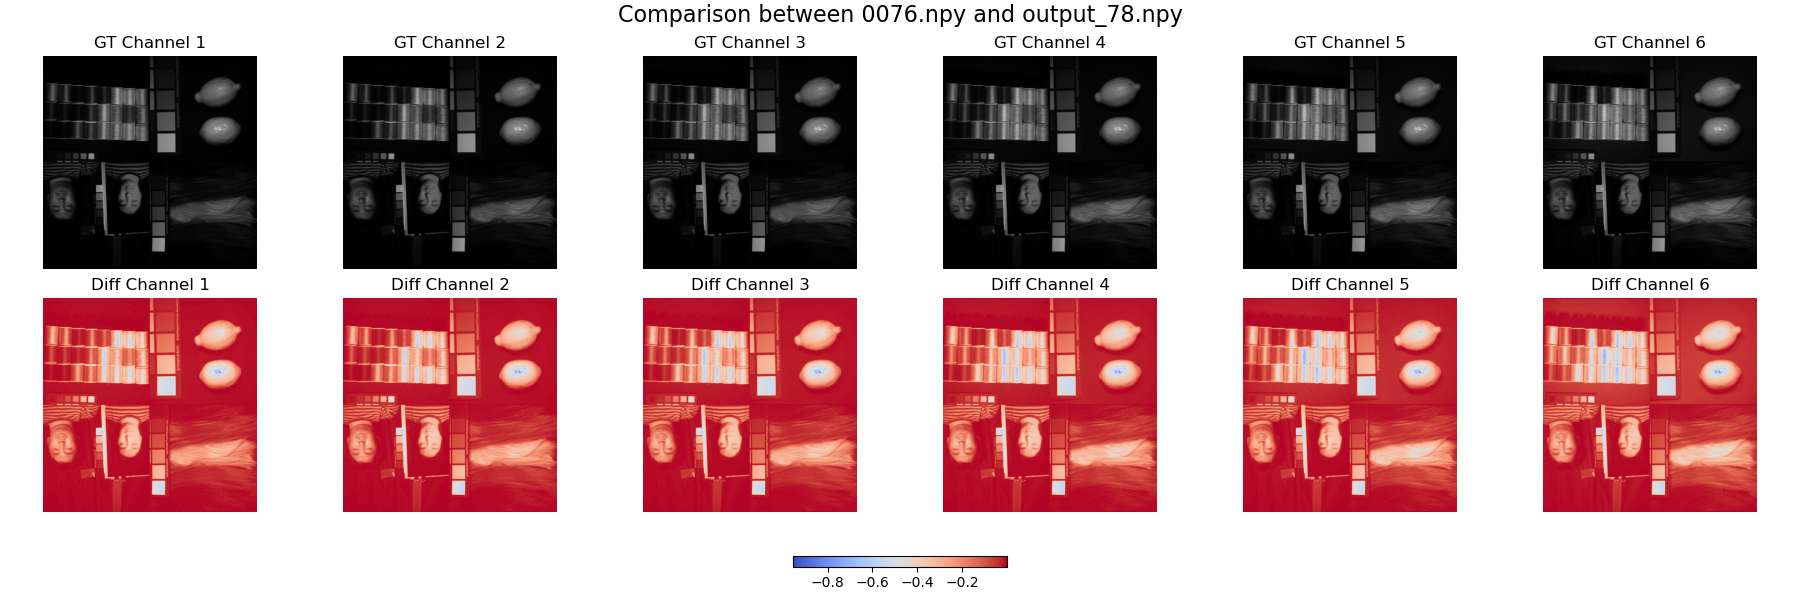 Comparison between 0076.npy and output_78.npy
GT Channel 1
GT Channel 2
GT Channel 3
GT Channel 4
GT Channel 5
GT Channel 6
Diff Channel 1
Diff Channel 2
Diff Channel 3
Diff Channel 4
Diff Channel 5
Diff Channel 6
−0.8
−0.6
−0.4
−0.2